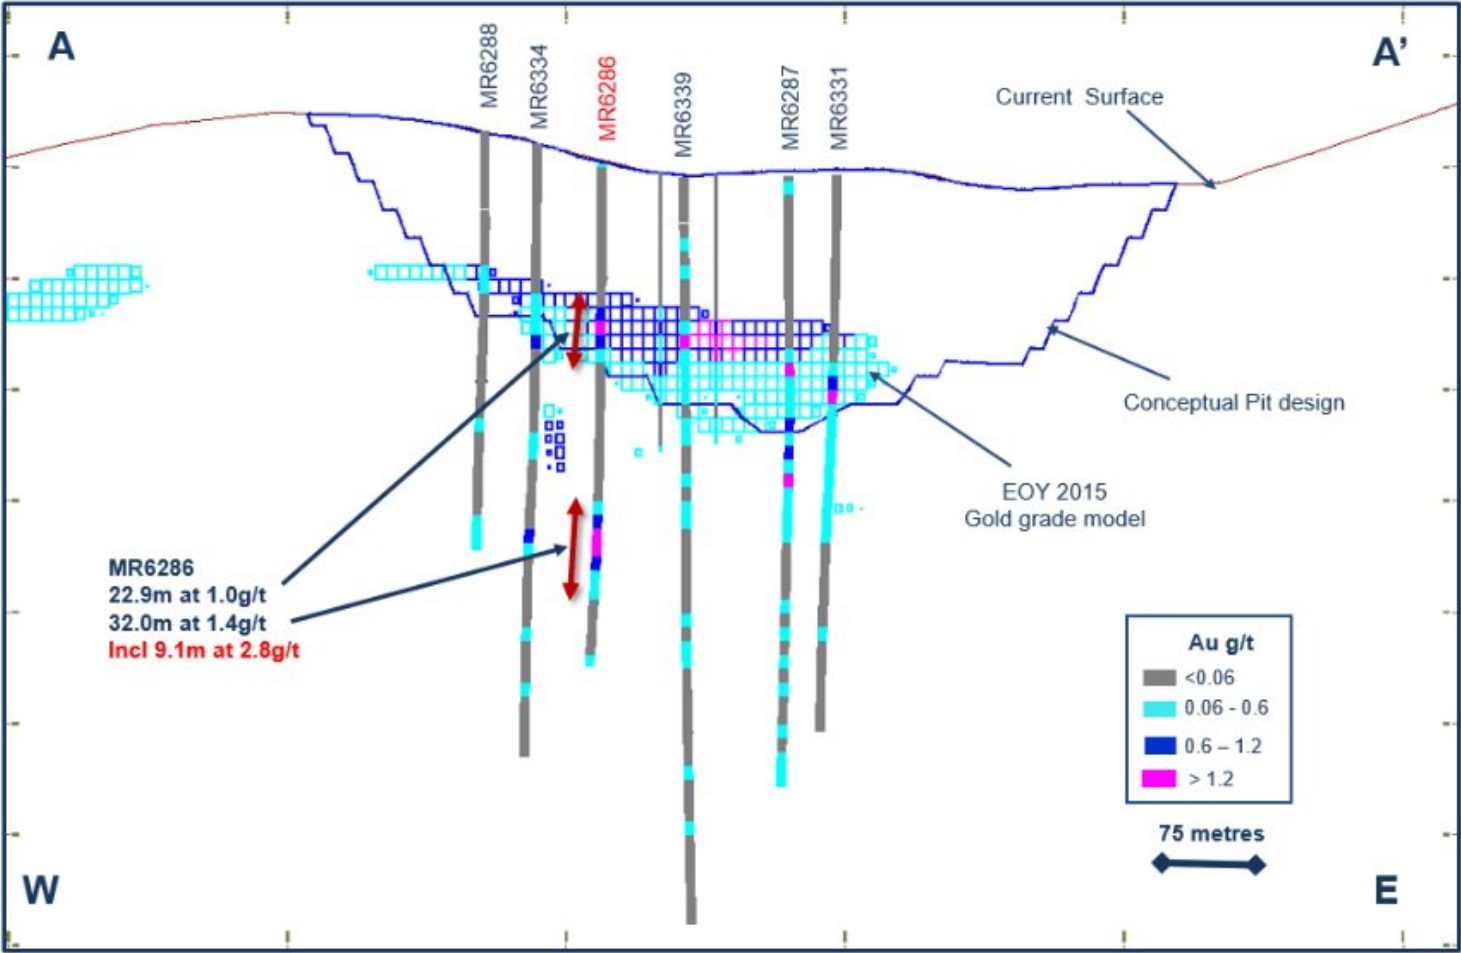 A
A’
MR6288
MR6334
MR6286
MR6339
MR6287
MR6331
Current Surface
Conceptual Pit design
EOY 2015
Gold grade model
MR6286
22.9m at 1.0g/t
32.0m at 1.4g/t
Incl 9.1m at 2.8g/t
Au g/t
<0.06
0.06 - 0.6
0.6 – 1.2
> 1.2
75 metres
W
E